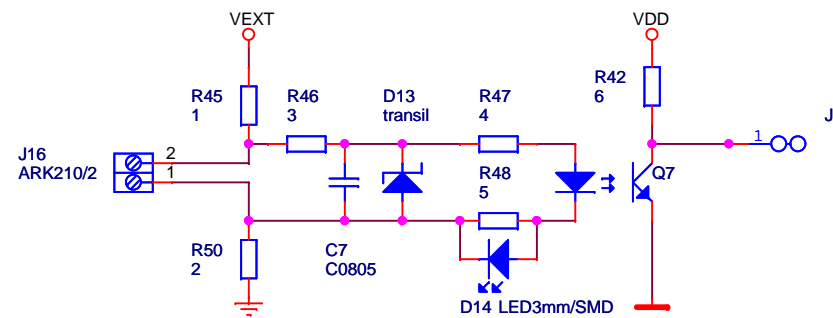 VEXT
VDD
R45
1
R46
3
D13
transil
R47
4
R42
6
J
J16
ARK210/2
2
1
1
R48
5
Q7
R50
2
C7
C0805
D14 LED3mm/SMD